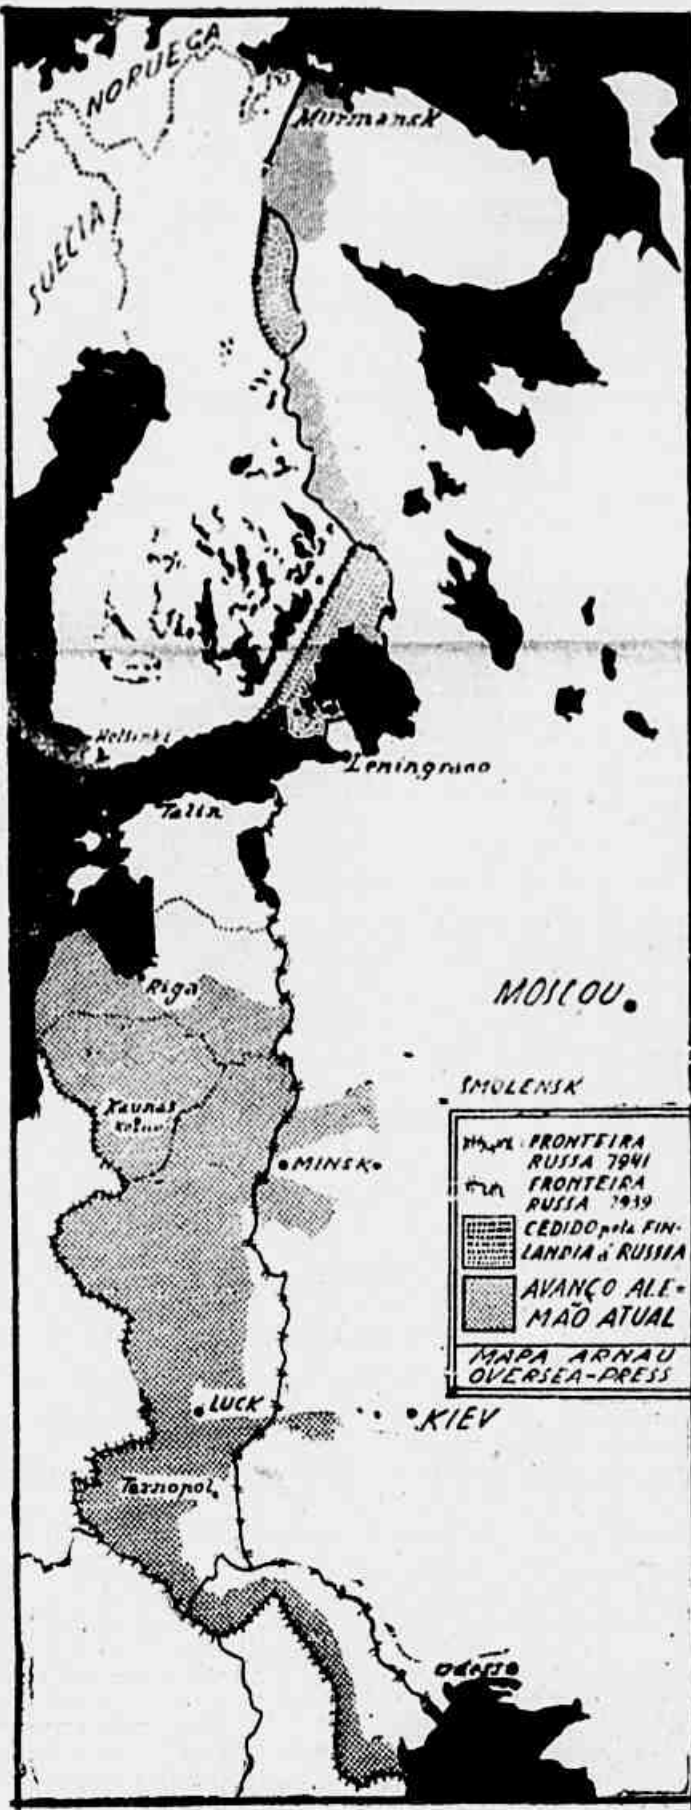 NORUEGA
Murmansk
SUECIA
Helsinki
Leningrado
Talin
Riga
MOSCOU
SMOLENSK
Kaunas
MINSK
FRONTEIRA
RUSSA 1941
FRONTEIRA
RUSSA 1939
CEDIDO pela FIN-
LANDIA á RUSSIA
AVANÇO ALE-
MÃO ATUAL
MAPA ARNAU
OVERSEA-PRESS
LUCK
KIEV
Tarnopol
Odessa